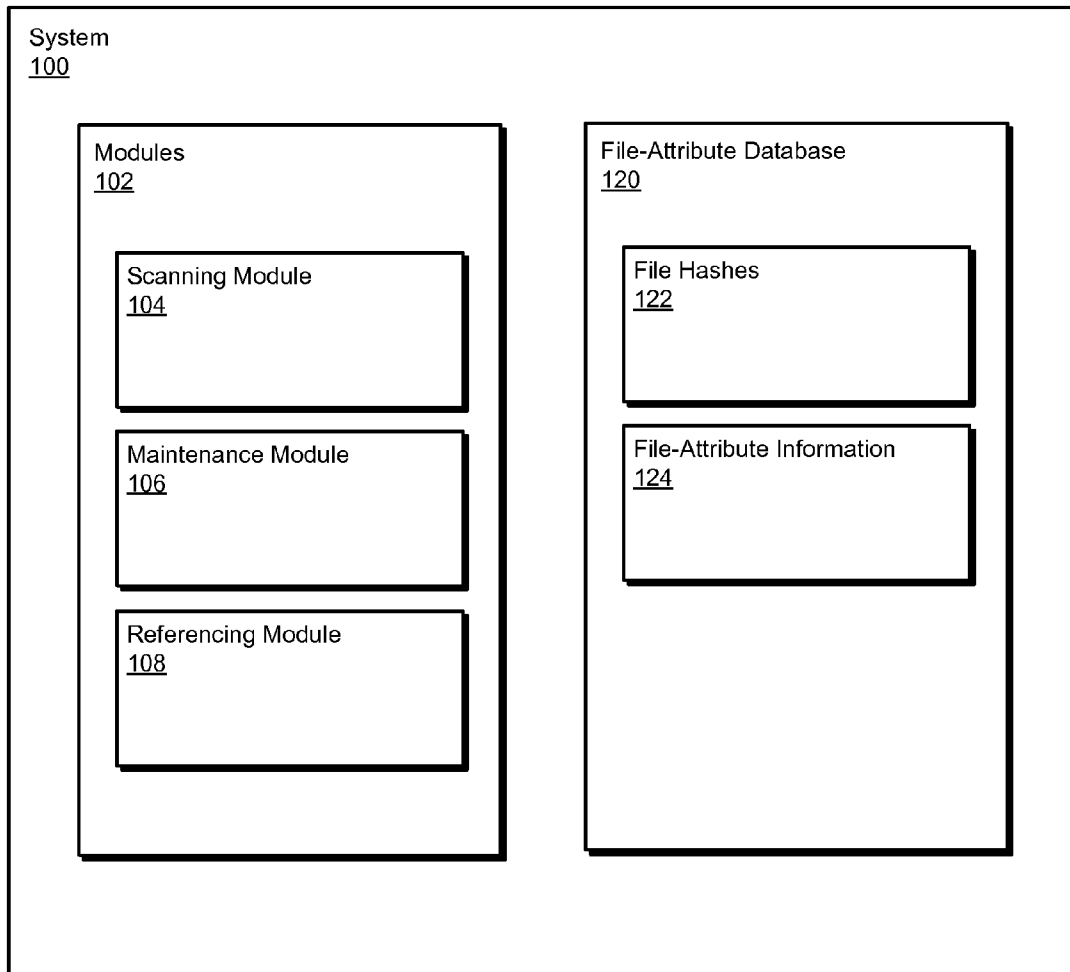 System
100
Modules
102
Scanning Module
104
Maintenance Module
106
Referencing Module
108
File-Attribute Database
120
File Hashes
122
File-Attribute Information
124